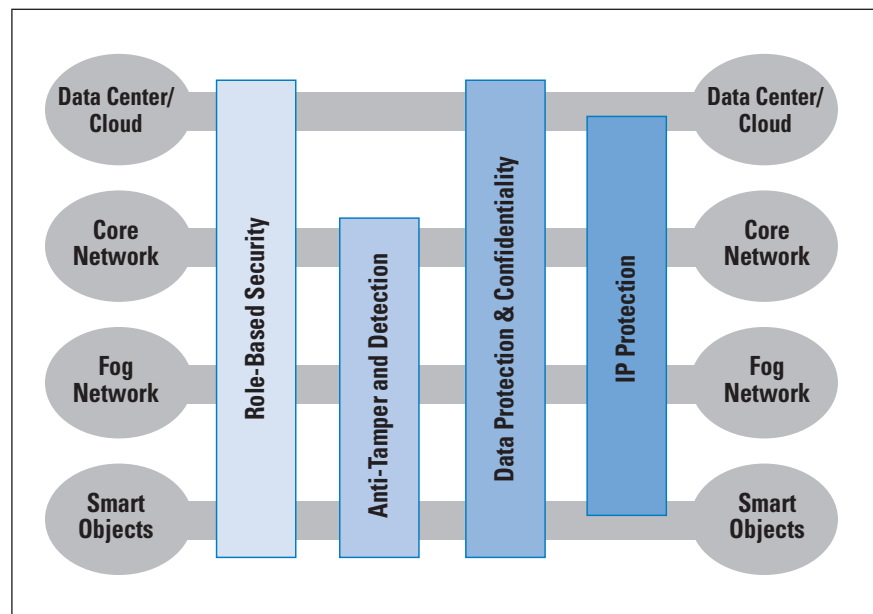 Data Center/
Cloud
Core
Network
Fog
Network
Smart
Objects
Role-Based Security
Anti-Tamper and Detection
Data Protection & Confidentiality
IP Protection
Data Center/
Cloud
Core
Network
Fog
Network
Smart
Objects